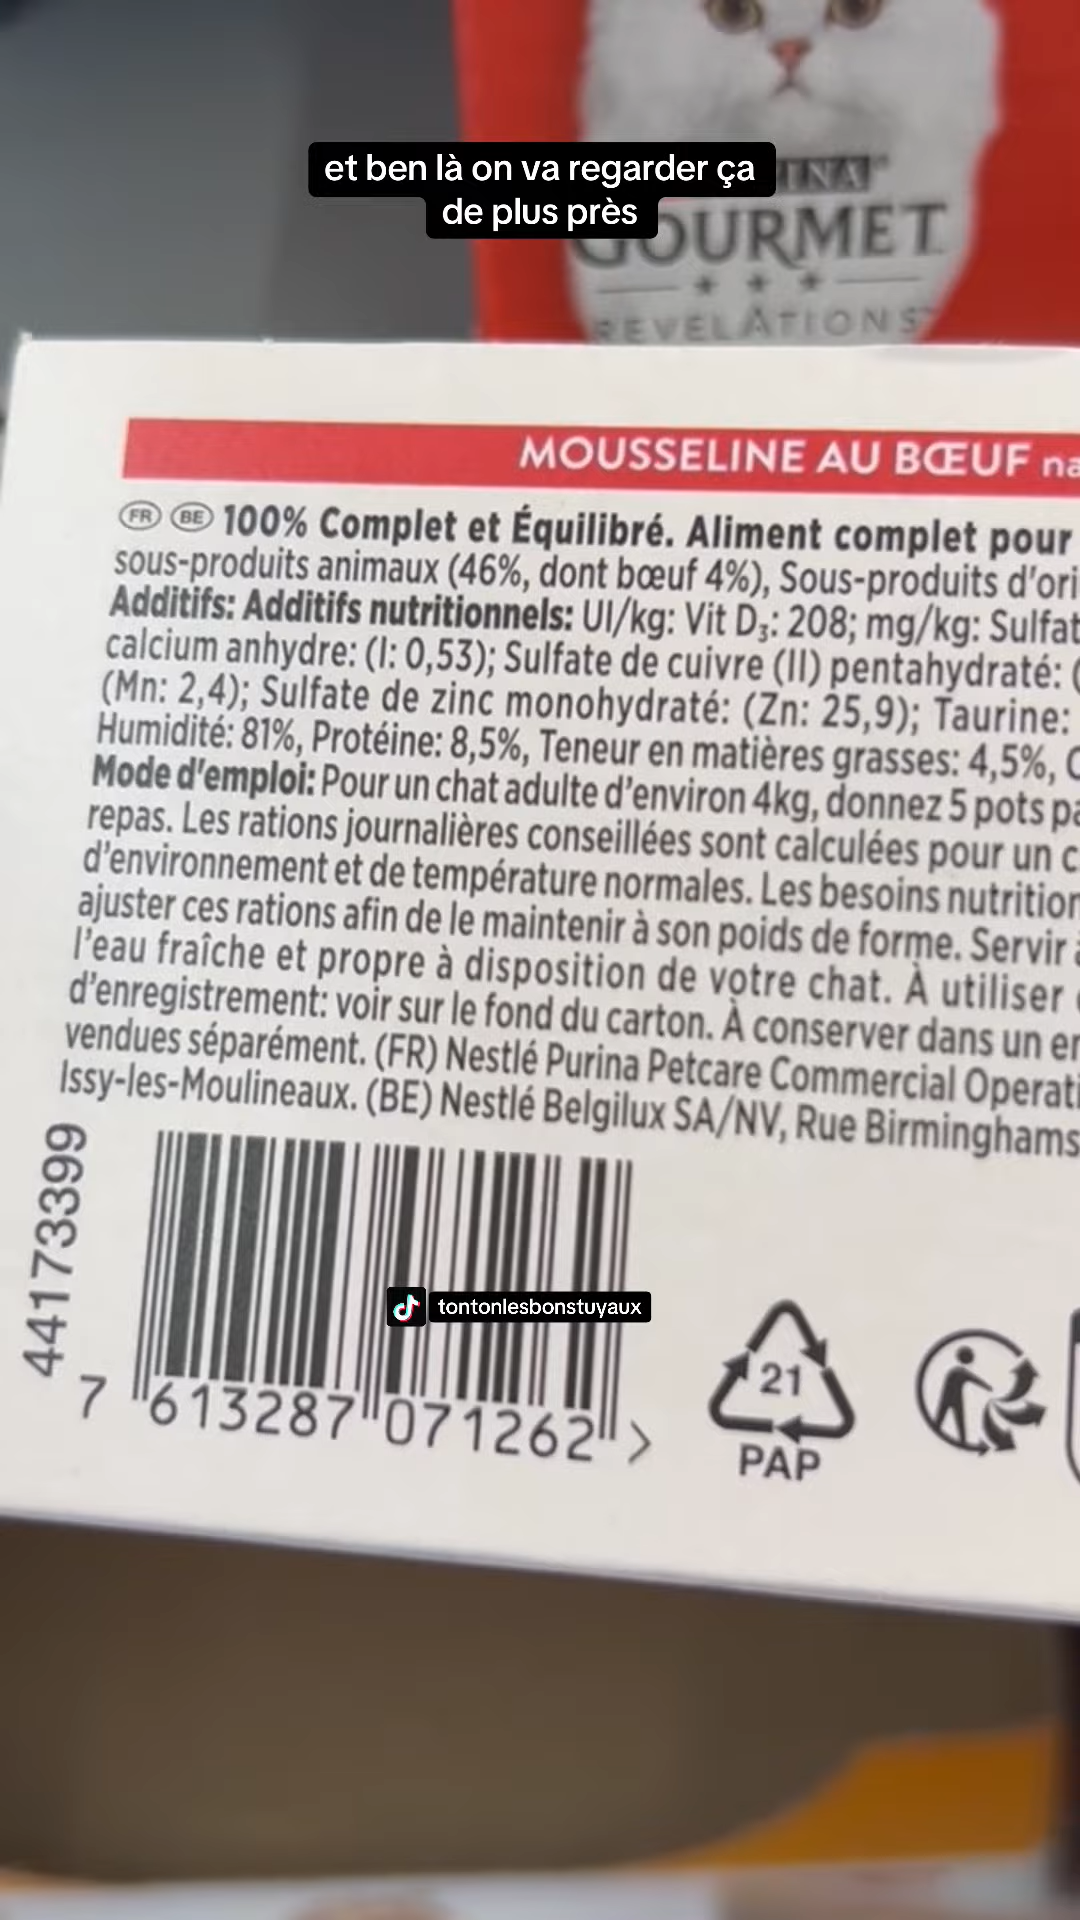 et ben là on va regarder ça
de plus près
GOURMET
REVELATIONS
MOUSSELINE AU BŒUF
FR BE 100% Complet et Équilibré. Aliment complet pour
sous-produits animaux (46%, dont bœuf 4%), Sous-produits d'ori
Additifs: Additifs nutritionnels: UI/kg: Vit D₃: 208; mg/kg: Sulfat
calcium anhydre: (I: 0,53); Sulfate de cuivre (II) pentahydraté: (
(Mn: 2,4); Sulfate de zinc monohydraté: (Zn: 25,9); Taurine:
Humidité: 81%, Protéine: 8,5%, Teneur en matières grasses: 4,5%, C
Mode d'emploi: Pour un chat adulte d'environ 4kg, donnez 5 pots pa
repas. Les rations journalières conseillées sont calculées pour un c
d'environnement et de température normales. Les besoins nutrition
ajuster ces rations afin de le maintenir à son poids de forme. Servir à
l'eau fraîche et propre à disposition de votre chat. À utiliser
d'enregistrement: voir sur le fond du carton. À conserver dans un en
vendues séparément. (FR) Nestlé Purina Petcare Commercial Operati
Issy-les-Moulineaux. (BE) Nestlé Belgilux SA/NV, Rue Birminghams
44173399
tontonlesbonstuyaux
7 613287 071262 >
21
PAP